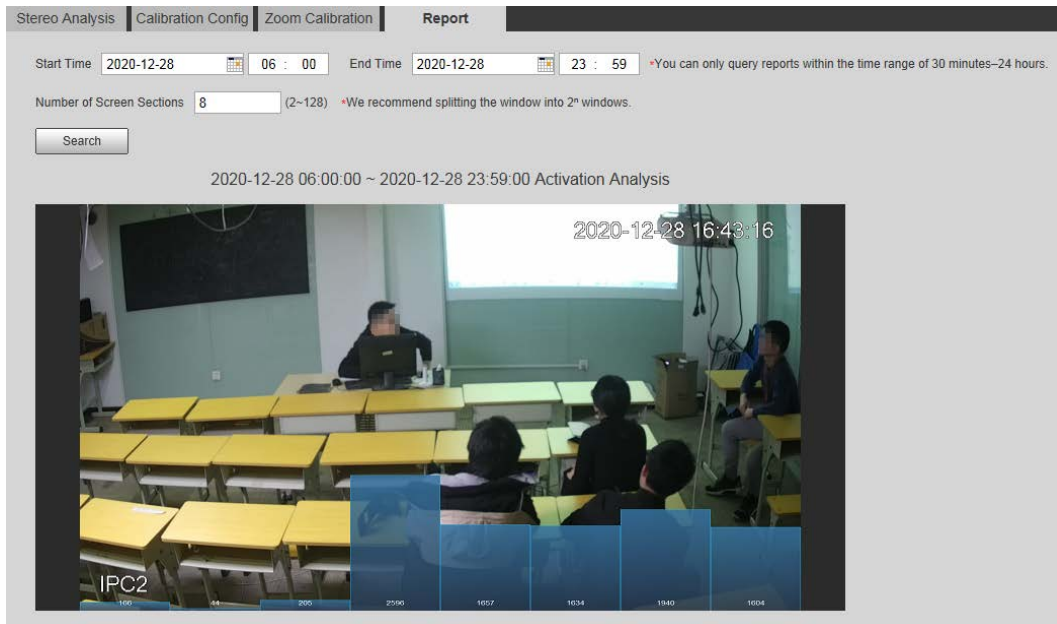 Stereo Analysis Calibration Config Zoom Calibration Report
Start Time 2020-12-28 06 : 00 End Time 2020-12-28 23 : 59 *You can only query reports within the time range of 30 minutes–24 hours.
Number of Screen Sections 8 (2~128) *We recommend splitting the window into 2ⁿ windows.
Search
2020-12-28 06:00:00 ~ 2020-12-28 23:59:00 Activation Analysis
2020-12-28 16:43:16
IPC2
166 44 205 2596 1657 1634 1940 1604